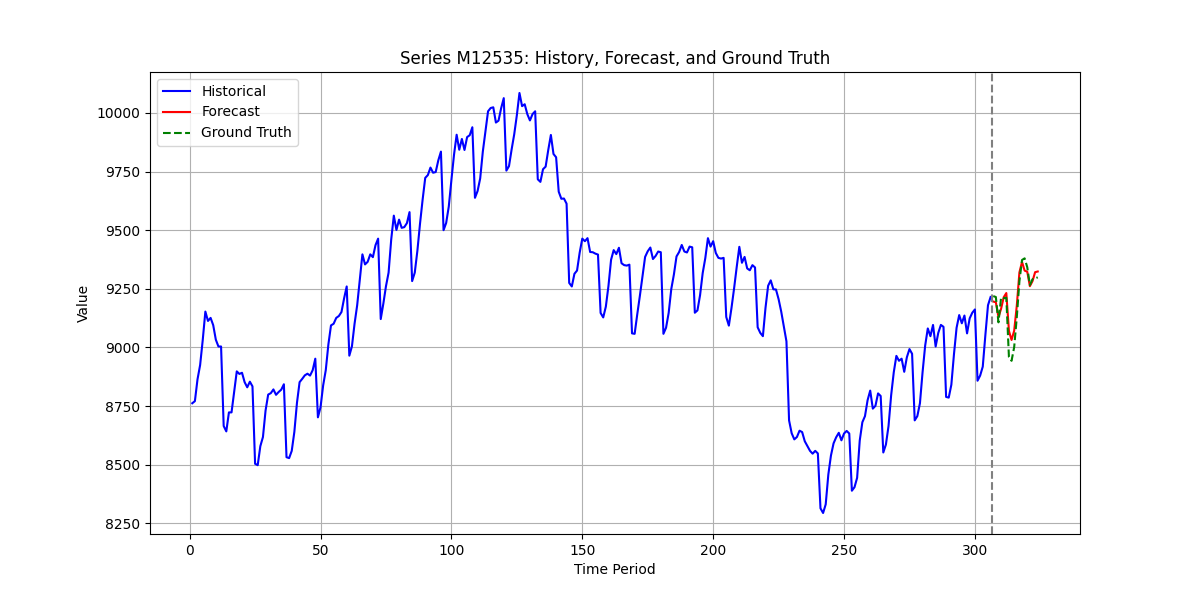 Series M12535: History, Forecast, and Ground Truth
Historical
Forecast
Ground Truth
10000
9750
9500
9250
9000
8750
8500
8250
Value
0 50 100 150 200 250 300
Time Period